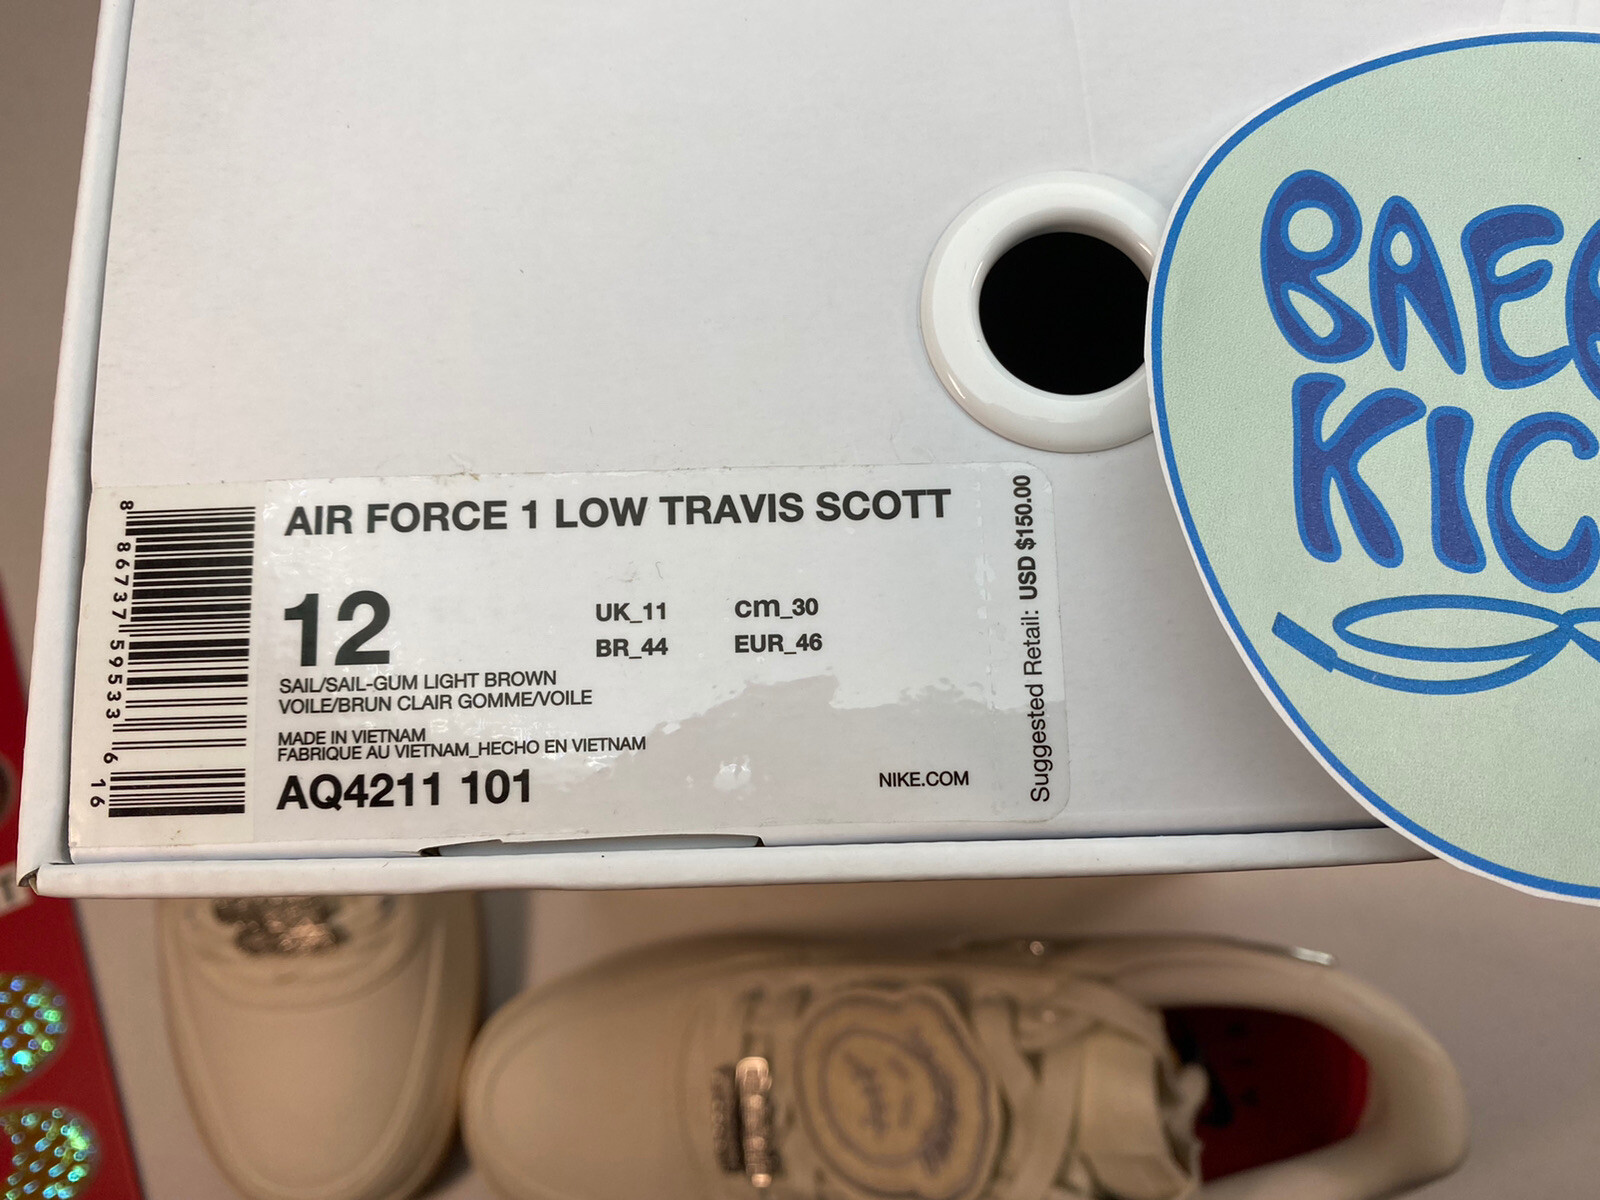 AIR FORCE 1 LOW TRAVIS SCOTT
12
UK_11 cm_30
BR_44 EUR_46
SAIL/SAIL-GUM LIGHT BROWN
VOILE/BRUN CLAIR GOMME/VOILE
MADE IN VIETNAM
FABRIQUE AU VIETNAM_HECHO EN VIETNAM
AQ4211 101
NIKE.COM
Suggested Retail: USD $150.00
8 86737 59533 6 16
BAE
KIC